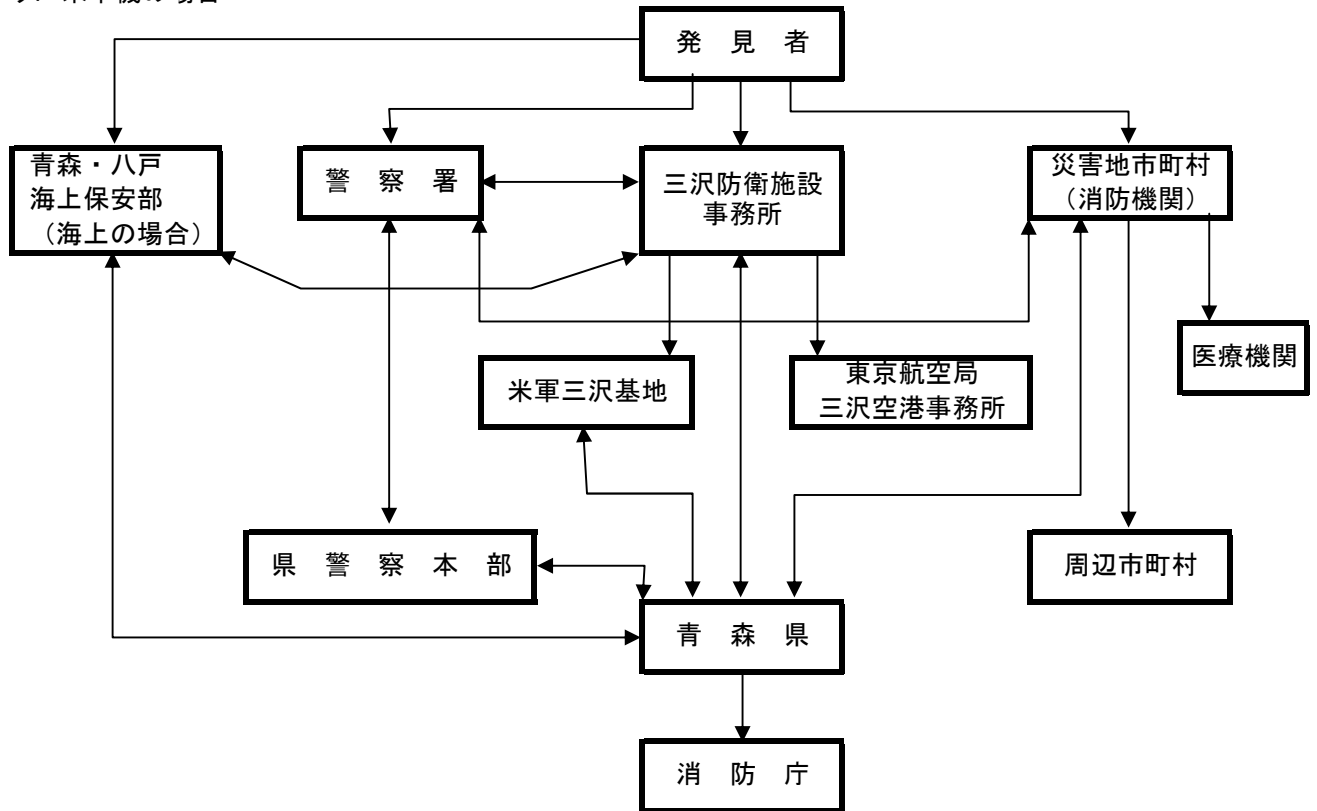 発見者
青森・八戸
海上保安部
（海上の場合）
警察署
三沢防衛施設
事務所
災害地市町村
（消防機関）
医療機関
米軍三沢基地
東京航空局
三沢空港事務所
県警察本部
周辺市町村
青森県
消防庁